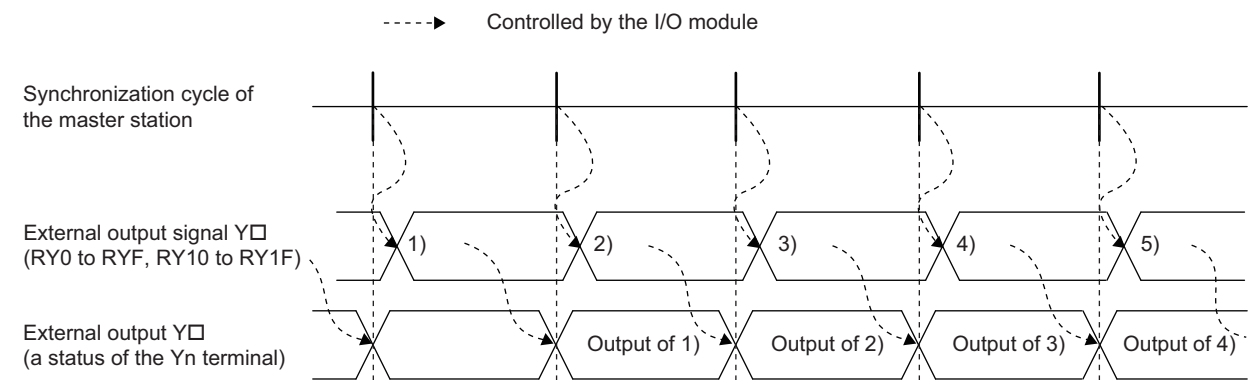 Controlled by the I/O module
Synchronization cycle of
the master station
External output signal Y□
(RY0 to RYF, RY10 to RY1F)
1)
2)
3)
4)
5)
External output Y□
(a status of the Yn terminal)
Output of 1)
Output of 2)
Output of 3)
Output of 4)